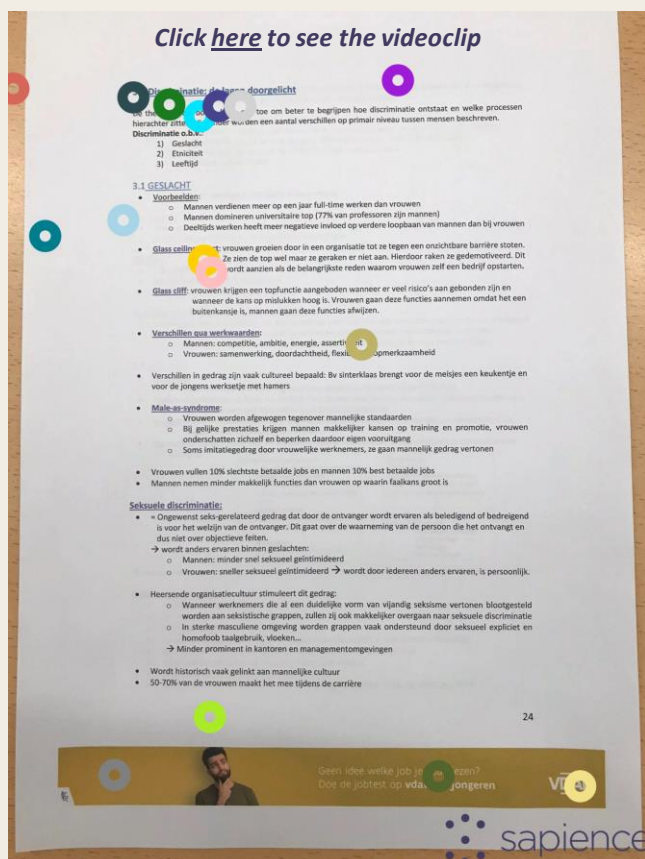 Click here to see the videoclip
Discriminatie: de lagen doorgelicht
toe om beter te begrijpen hoe discriminatie ontstaat en welke processen
hierachter zitten. worden een aantal verschillen op primair niveau tussen mensen beschreven.
Discriminatie o.b.v.:
1) Geslacht
2) Etniciteit
3) Leeftijd
3.1 GESLACHT
• Voorbeelden:
o Mannen verdienen meer op een jaar full-time werken dan vrouwen
o Mannen domineren universitaire top (77% van professoren zijn mannen)
o Deeltijds werken heeft meer negatieve invloed op verdere loopbaan van mannen dan bij vrouwen
• Glass ceiling vrouwen groeien door in een organisatie tot ze tegen een onzichtbare barrière stoten.
Ze zien de top wel maar ze geraken er niet aan. Hierdoor raken ze gedemotiveerd. Dit
wordt aanzien als de belangrijkste reden waarom vrouwen zelf een bedrijf opstarten.
• Glass cliff: vrouwen krijgen een topfunctie aangeboden wanneer er veel risico's aan gebonden zijn en
wanneer de kans op mislukken hoog is. Vrouwen gaan deze functies aannemen omdat het een
buitenkansje is, mannen gaan deze functies afwijzen.
• Verschillen qua werkwaarden:
o Mannen: competitie, ambitie, energie, assertiviteit
o Vrouwen: samenwerking, doordachtheid, opmerkzaamheid
• Verschillen in gedrag zijn vaak cultureel bepaald: Bv sinterklaas brengt voor de meisjes een keukentje en
voor de jongens werksetje met hamers
• Male-as-syndrome:
o Vrouwen worden afgewogen tegenover mannelijke standaarden
o Bij gelijke prestaties krijgen mannen makkelijker kansen op training en promotie, vrouwen
onderschatten zichzelf en beperken daardoor eigen vooruitgang
o Soms imitatiegedrag door vrouwelijke werknemers, ze gaan mannelijk gedrag vertonen
• Vrouwen vullen 10% slechtste betaalde jobs en mannen 10% best betaalde jobs
• Mannen nemen minder makkelijk functies dan vrouwen op waarin faalkans groot is
Seksuele discriminatie:
• = Ongewenst seks-gerelateerd gedrag dat door de ontvanger wordt ervaren als beledigend of bedreigend
is voor het welzijn van de ontvanger. Dit gaat over de waarneming van de persoon die het ontvangt en
dus niet over objectieve feiten.
→ wordt anders ervaren binnen geslachten:
o Mannen: minder snel seksueel geïntimideerd
o Vrouwen: sneller seksueel geïntimideerd → wordt door iedereen anders ervaren, is persoonlijk.
• Heersende organisatiecultuur stimuleert dit gedrag:
o Wanneer werknemers die al een duidelijke vorm van vijandig seksisme vertonen blootgesteld
worden aan seksistische grappen, zullen zij ook makkelijker overgaan naar seksuele discriminatie
o In sterke masculiene omgeving worden grappen vaak ondersteund door seksueel expliciet en
homofoob taalgebruik, vloeken...
→ Minder prominent in kantoren en managementomgevingen
• Wordt historisch vaak gelinkt aan mannelijke cultuur
• 50-70% van de vrouwen maakt het mee tijdens de carrière
24
Geen idee welke job je
Doe de jobtest op
sapience